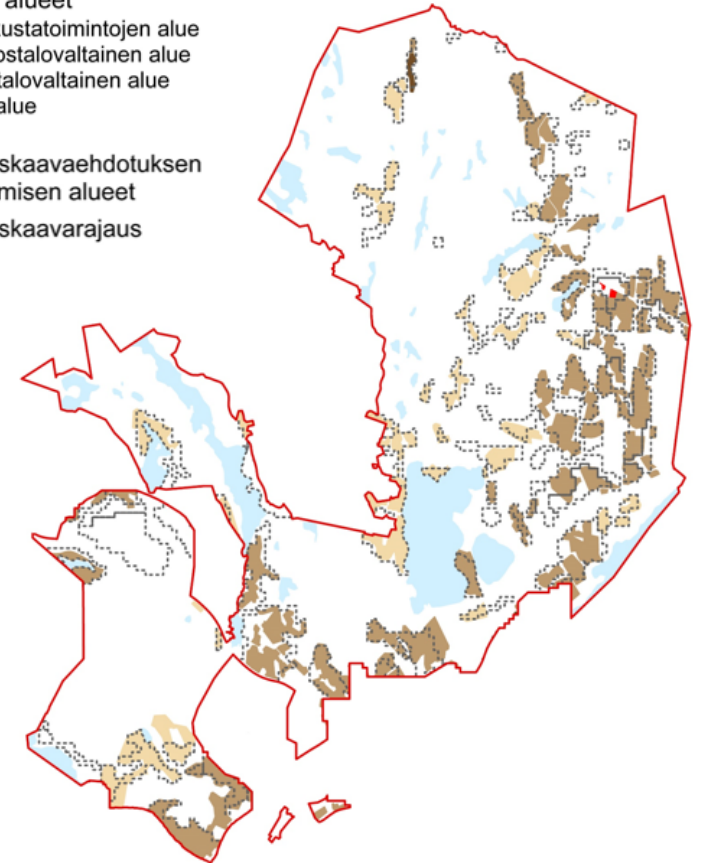 alueet
ustatoimintojen alue
ostalovaltainen alue
talovaltainen alue
alue
skaavaehdotuksen
misen alueet
skaavarajaus